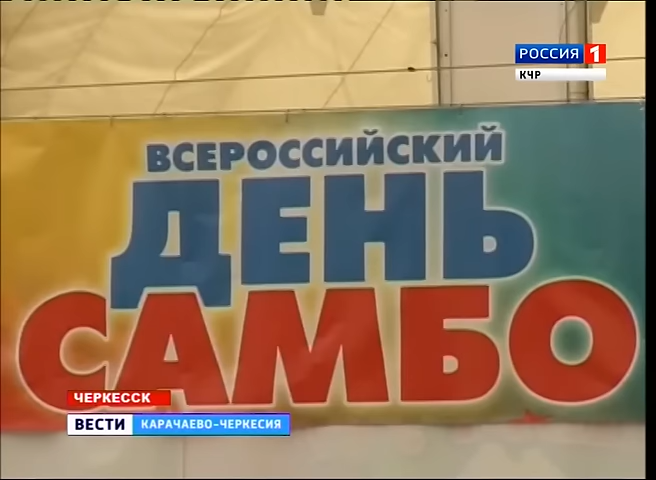 РОССИЯ 1
КЧР
ВСЕРОССИЙСКИЙ
ДЕНЬ
САМБО
ЧЕРКЕССК
ВЕСТИ КАРАЧАЕВО-ЧЕРКЕСИЯ